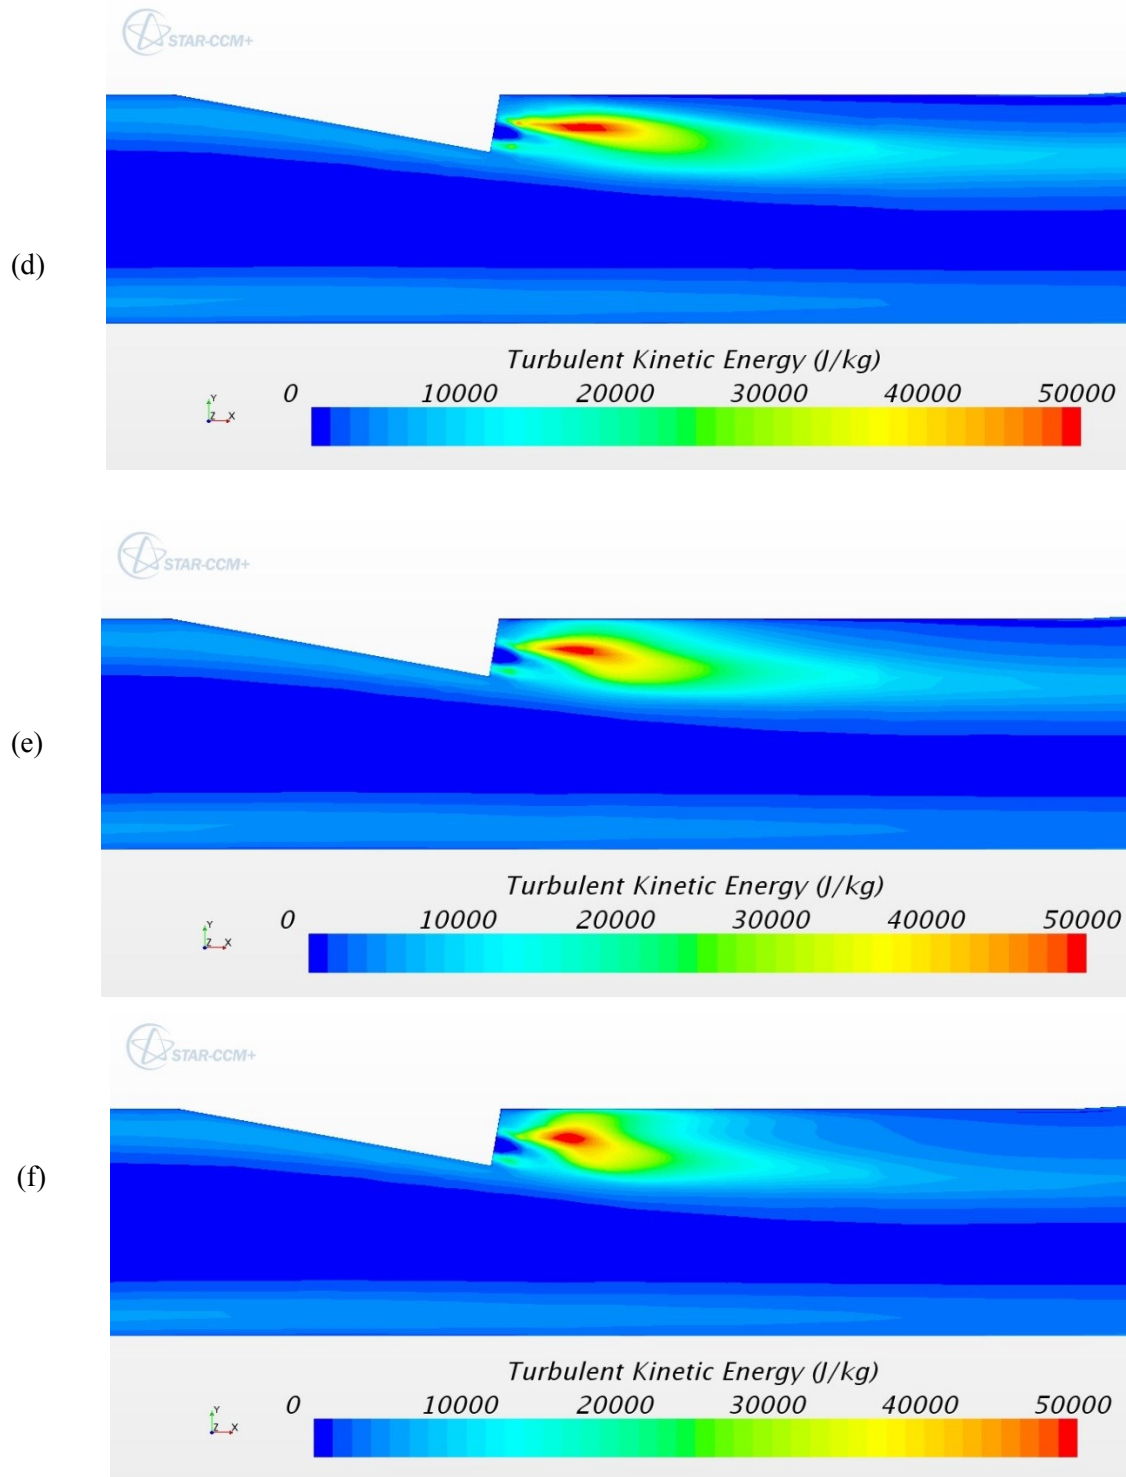 STAR-CCM+
(d)
Turbulent Kinetic Energy (J/kg)
0 10000 20000 30000 40000 50000
Y
Z X
STAR-CCM+
(e)
Turbulent Kinetic Energy (J/kg)
0 10000 20000 30000 40000 50000
Y
Z X
STAR-CCM+
(f)
Turbulent Kinetic Energy (J/kg)
0 10000 20000 30000 40000 50000
Y
Z X